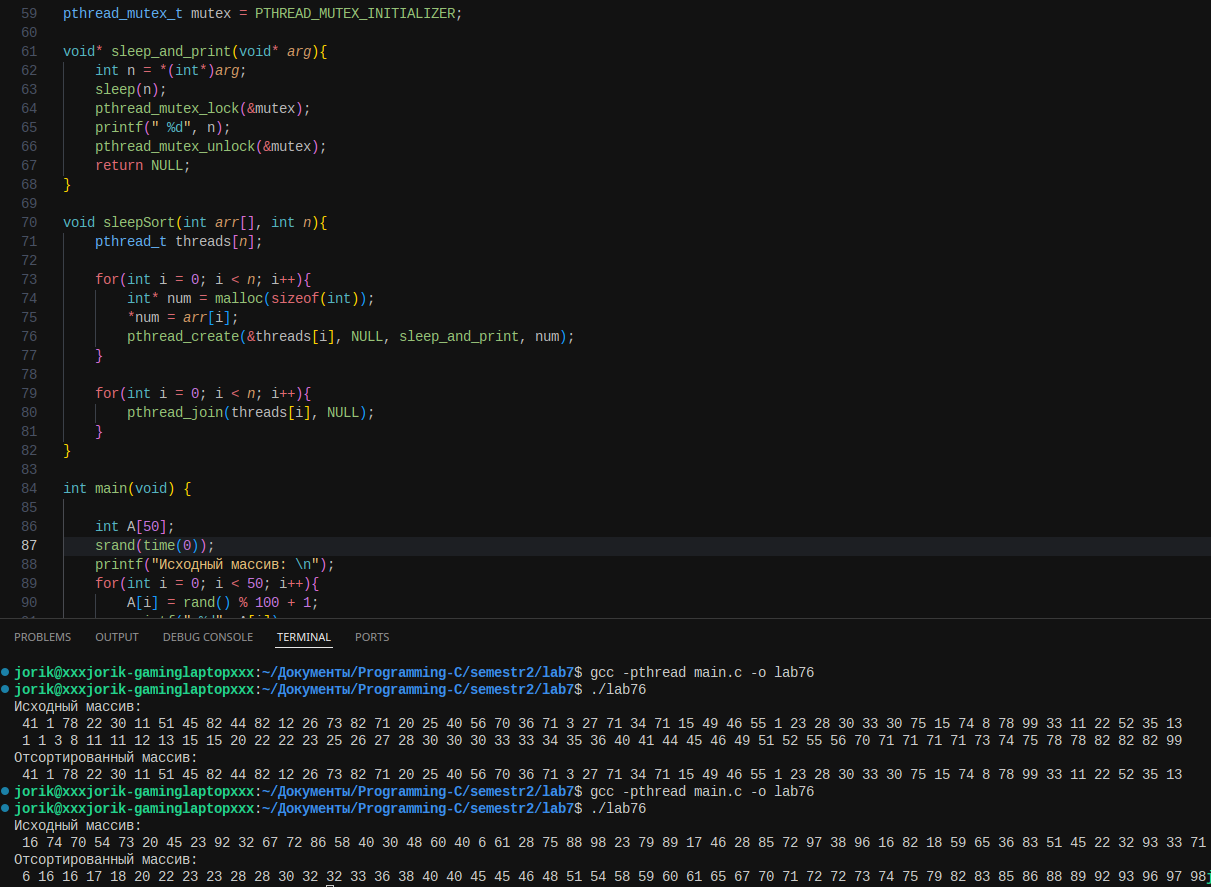 59 pthread_mutex_t mutex = PTHREAD_MUTEX_INITIALIZER;
60
61 void* sleep_and_print(void* arg){
62 int n = *(int*)arg;
63 sleep(n);
64 pthread_mutex_lock(&mutex);
65 printf(" %d", n);
66 pthread_mutex_unlock(&mutex);
67 return NULL;
68 }
69
70 void sleepSort(int arr[], int n){
71 pthread_t threads[n];
72
73 for(int i = 0; i < n; i++){
74 int* num = malloc(sizeof(int));
75 *num = arr[i];
76 pthread_create(&threads[i], NULL, sleep_and_print, num);
77 }
78
79 for(int i = 0; i < n; i++){
80 pthread_join(threads[i], NULL);
81 }
82 }
83
84 int main(void) {
85
86 int A[50];
87 srand(time(0));
88 printf("Исходный массив: \n");
89 for(int i = 0; i < 50; i++){
90 A[i] = rand() % 100 + 1;
PROBLEMS OUTPUT DEBUG CONSOLE TERMINAL PORTS
jorik@xxxjorik-gaminglaptopxxx:~/Документы/Programming-C/semestr2/lab7$ gcc -pthread main.c -o lab76
jorik@xxxjorik-gaminglaptopxxx:~/Документы/Programming-C/semestr2/lab7$ ./lab76
Исходный массив:
41 1 78 22 30 11 51 45 82 44 82 12 26 73 82 71 20 25 40 56 70 36 71 3 27 71 34 71 15 49 46 55 1 23 28 30 33 30 75 15 74 8 78 99 33 11 22 52 35 13
1 1 3 8 11 11 12 13 15 15 20 22 22 23 25 26 27 28 30 30 30 33 33 34 35 36 40 41 44 45 46 49 51 52 55 56 70 71 71 71 71 73 74 75 78 78 82 82 82 99
Отсортированный массив:
41 1 78 22 30 11 51 45 82 44 82 12 26 73 82 71 20 25 40 56 70 36 71 3 27 71 34 71 15 49 46 55 1 23 28 30 33 30 75 15 74 8 78 99 33 11 22 52 35 13
jorik@xxxjorik-gaminglaptopxxx:~/Документы/Programming-C/semestr2/lab7$ gcc -pthread main.c -o lab76
jorik@xxxjorik-gaminglaptopxxx:~/Документы/Programming-C/semestr2/lab7$ ./lab76
Исходный массив:
16 74 70 54 73 20 45 23 92 32 67 72 86 58 40 30 48 60 40 6 61 28 75 88 98 23 79 89 17 46 28 85 72 97 38 96 16 82 18 59 65 36 83 51 45 22 32 93 33 71
Отсортированный массив:
6 16 16 17 18 20 22 23 23 28 28 30 32 32 33 36 38 40 40 45 45 46 48 51 54 58 59 60 61 65 67 70 71 72 72 73 74 75 79 82 83 85 86 88 89 92 93 96 97 98